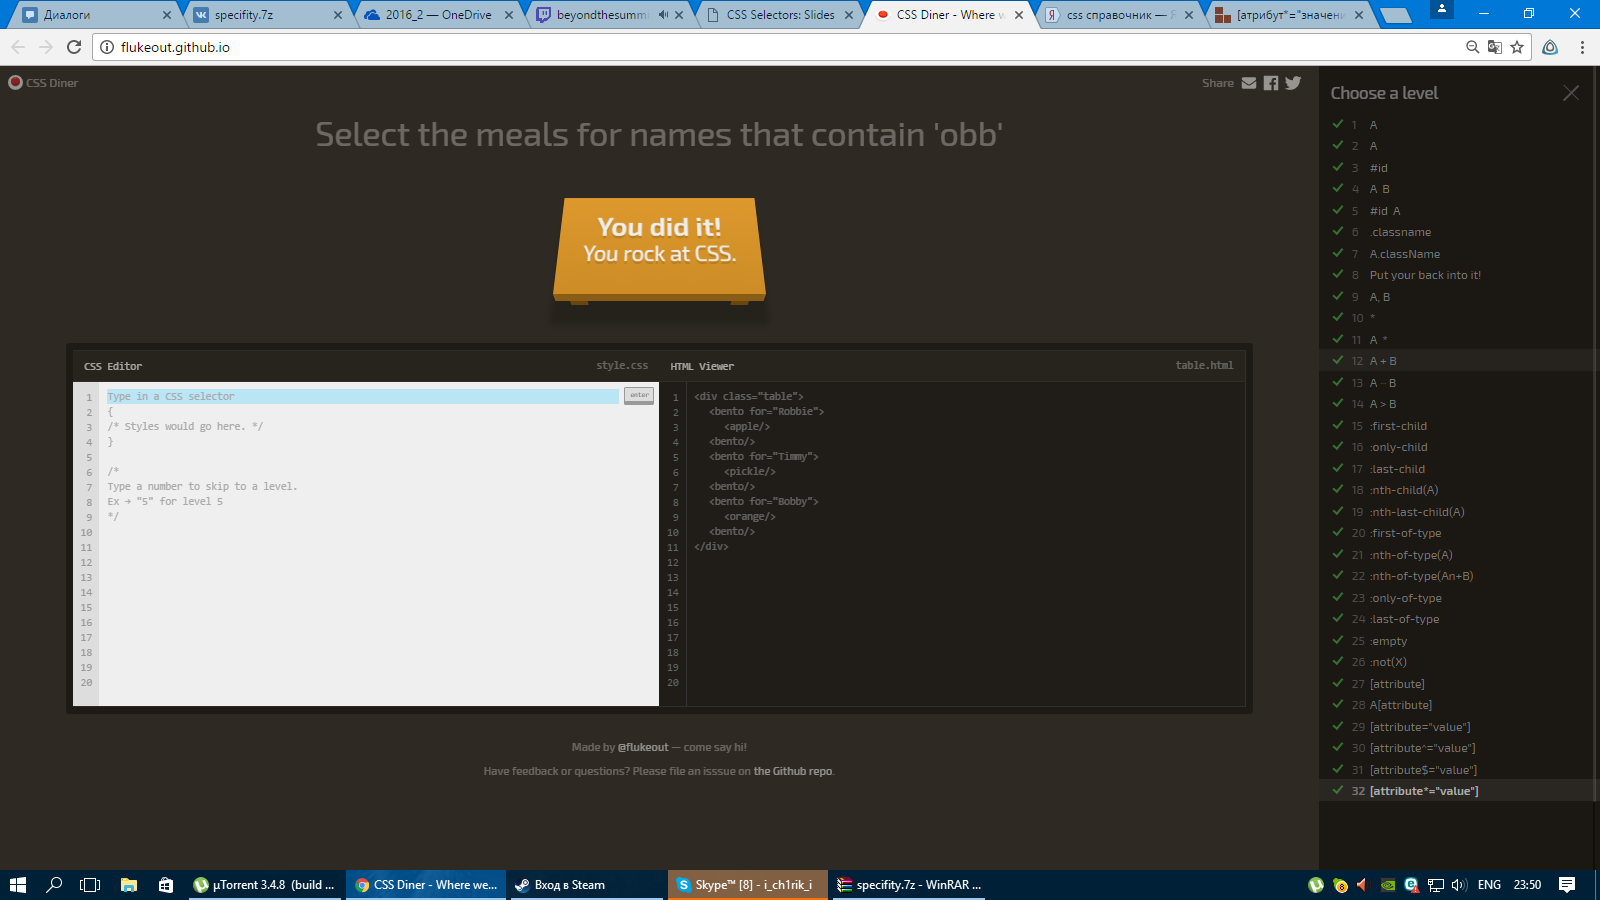 Диалоги
specifity.7z
2016_2 — OneDrive
beyondthesummi
CSS Selectors: Slides
CSS Diner - Where w
css справочник —
[атрибут*="значени
flukeout.github.io
CSS Diner
Share
Select the meals for names that contain 'obb'
You did it!
You rock at CSS.
CSS Editor
style.css
1 Type in a CSS selector
enter
2 {
3 /* Styles would go here. */
4 }
5
6 /*
7 Type a number to skip to a level.
8 Ex → "5" for level 5
9 */
10
11
12
13
14
15
16
17
18
19
20
HTML Viewer
table.html
1 <div class="table">
2 <bento for="Robbie">
3 <apple/>
4 <bento/>
5 <bento for="Timmy">
6 <pickle/>
7 <bento/>
8 <bento for="Bobby">
9 <orange/>
10 <bento/>
11 </div>
12
13
14
15
16
17
18
19
20
Made by @flukeout — come say hi!
Have feedback or questions? Please file an isssue on the Github repo.
Choose a level
1 A
2 A
3 #id
4 A B
5 #id A
6 .classname
7 A.className
8 Put your back into it!
9 A, B
10 *
11 A *
12 A + B
13 A ~ B
14 A > B
15 :first-child
16 :only-child
17 :last-child
18 :nth-child(A)
19 :nth-last-child(A)
20 :first-of-type
21 :nth-of-type(A)
22 :nth-of-type(An+B)
23 :only-of-type
24 :last-of-type
25 :empty
26 :not(X)
27 [attribute]
28 A[attribute]
29 [attribute="value"]
30 [attribute^="value"]
31 [attribute$="value"]
32 [attribute*="value"]
µTorrent 3.4.8 (build ...
CSS Diner - Where we...
Вход в Steam
Skype™ [8] - i_ch1rik_i
specifity.7z - WinRAR ...
ENG
23:50